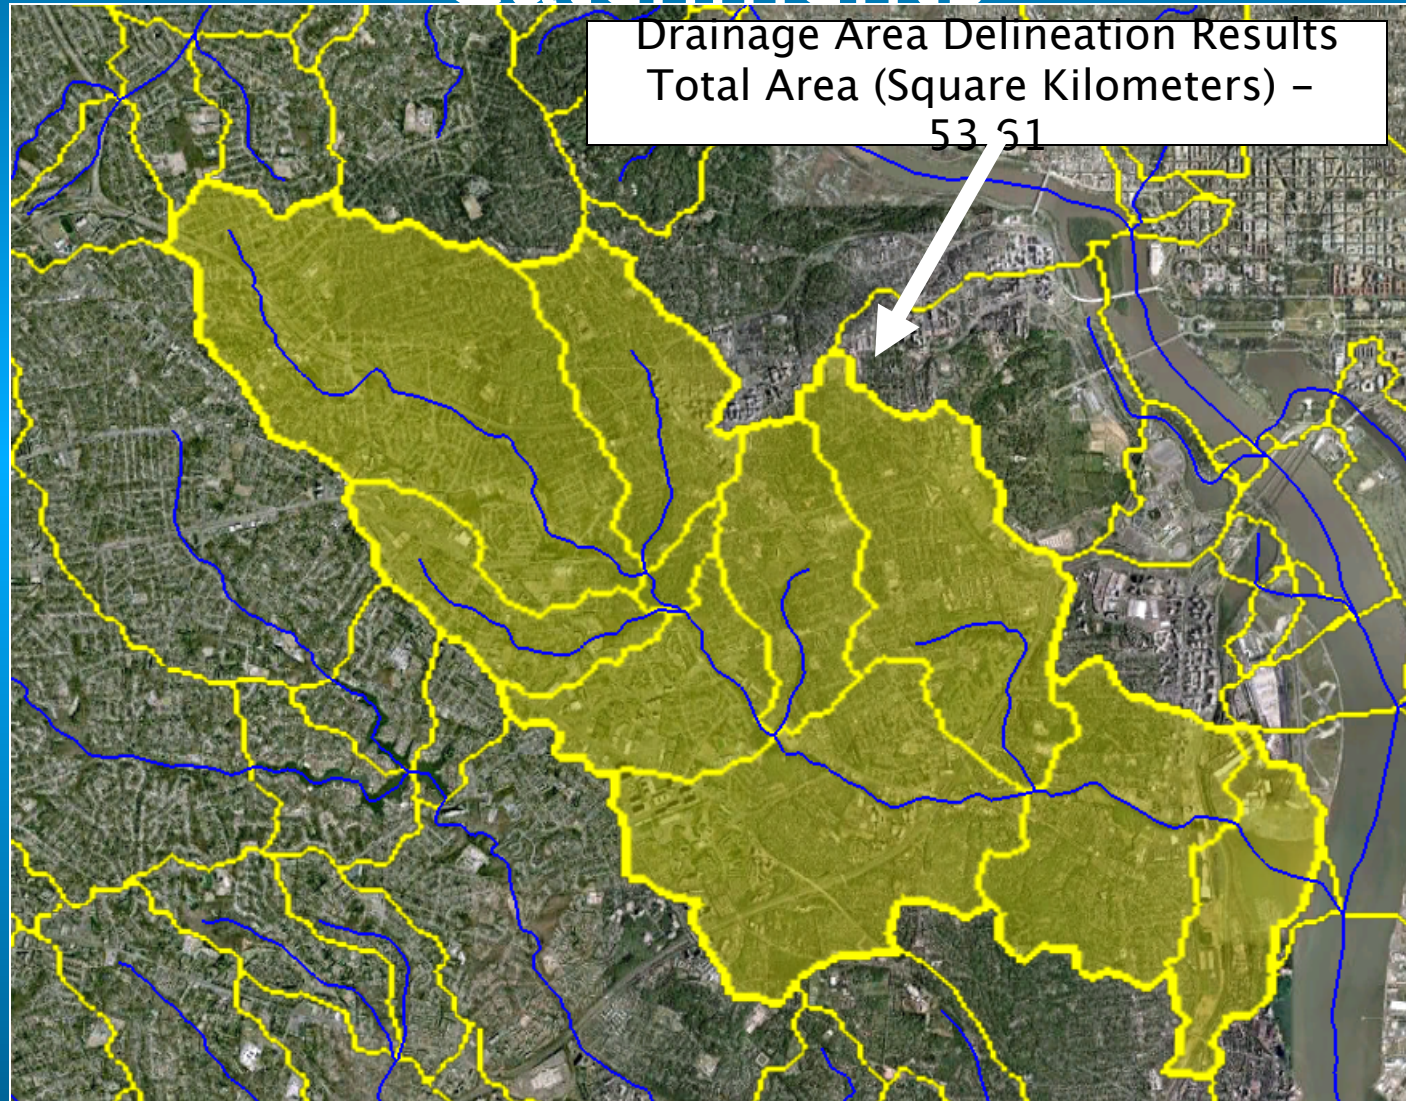 Drainage Area Delineation Results
Total Area (Square Kilometers) –
53.61